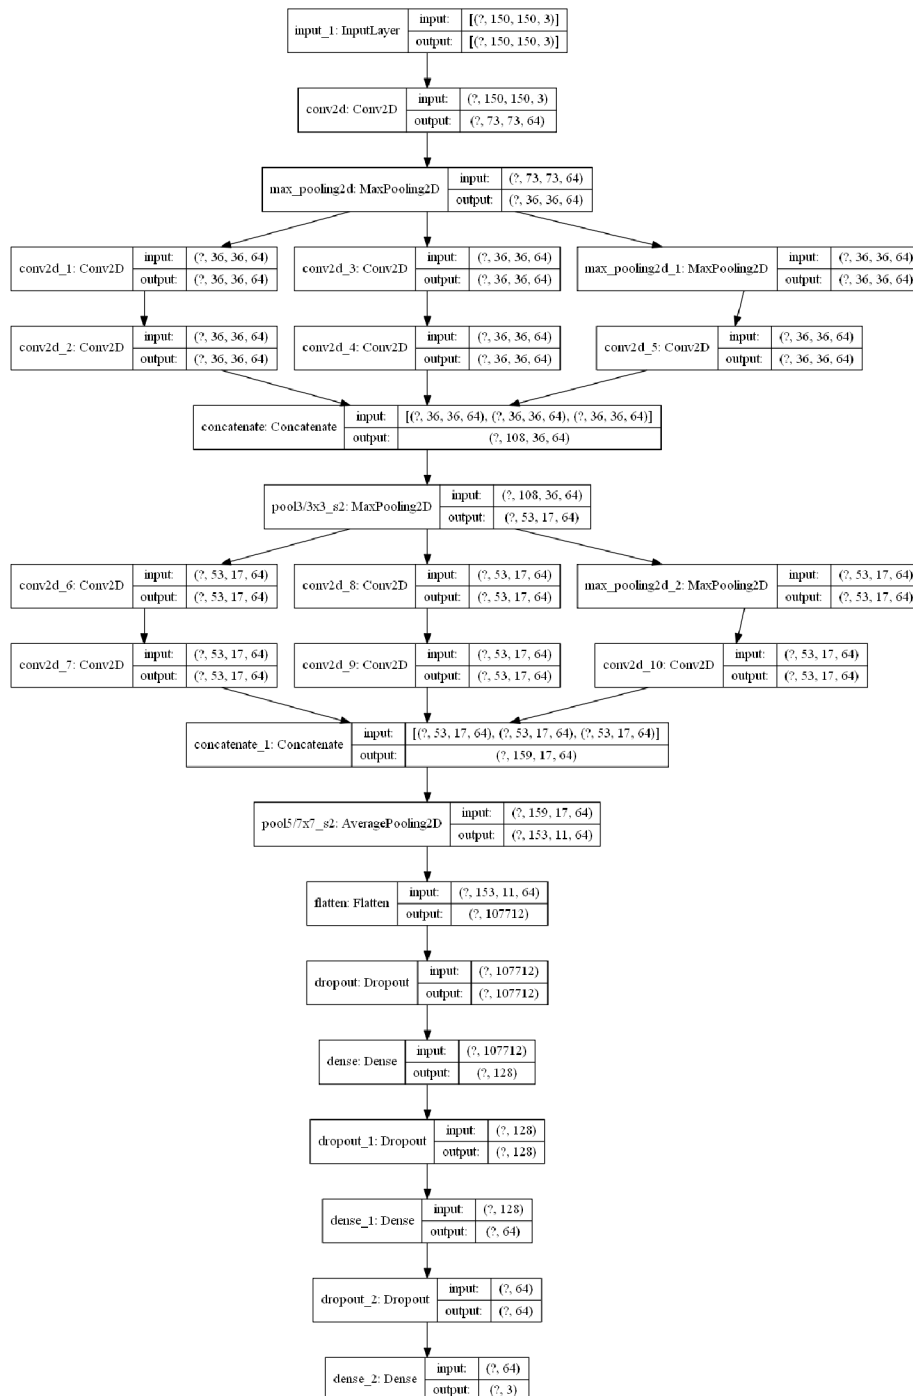 input_1: InputLayer
input: [(?, 150, 150, 3)]
output: [(?, 150, 150, 3)]
conv2d: Conv2D
input: (?, 150, 150, 3)
output: (?, 73, 73, 64)
max_pooling2d: MaxPooling2D
input: (?, 73, 73, 64)
output: (?, 36, 36, 64)
conv2d_1: Conv2D
input: (?, 36, 36, 64)
output: (?, 36, 36, 64)
conv2d_3: Conv2D
input: (?, 36, 36, 64)
output: (?, 36, 36, 64)
max_pooling2d_1: MaxPooling2D
input: (?, 36, 36, 64)
output: (?, 36, 36, 64)
conv2d_2: Conv2D
input: (?, 36, 36, 64)
output: (?, 36, 36, 64)
conv2d_4: Conv2D
input: (?, 36, 36, 64)
output: (?, 36, 36, 64)
conv2d_5: Conv2D
input: (?, 36, 36, 64)
output: (?, 36, 36, 64)
concatenate: Concatenate
input: [(?, 36, 36, 64), (?, 36, 36, 64), (?, 36, 36, 64)]
output: (?, 108, 36, 64)
pool3/3x3_s2: MaxPooling2D
input: (?, 108, 36, 64)
output: (?, 53, 17, 64)
conv2d_6: Conv2D
input: (?, 53, 17, 64)
output: (?, 53, 17, 64)
conv2d_8: Conv2D
input: (?, 53, 17, 64)
output: (?, 53, 17, 64)
max_pooling2d_2: MaxPooling2D
input: (?, 53, 17, 64)
output: (?, 53, 17, 64)
conv2d_7: Conv2D
input: (?, 53, 17, 64)
output: (?, 53, 17, 64)
conv2d_9: Conv2D
input: (?, 53, 17, 64)
output: (?, 53, 17, 64)
conv2d_10: Conv2D
input: (?, 53, 17, 64)
output: (?, 53, 17, 64)
concatenate_1: Concatenate
input: [(?, 53, 17, 64), (?, 53, 17, 64), (?, 53, 17, 64)]
output: (?, 159, 17, 64)
pool5/7x7_s2: AveragePooling2D
input: (?, 159, 17, 64)
output: (?, 153, 11, 64)
flatten: Flatten
input: (?, 153, 11, 64)
output: (?, 107712)
dropout: Dropout
input: (?, 107712)
output: (?, 107712)
dense: Dense
input: (?, 107712)
output: (?, 128)
dropout_1: Dropout
input: (?, 128)
output: (?, 128)
dense_1: Dense
input: (?, 128)
output: (?, 64)
dropout_2: Dropout
input: (?, 64)
output: (?, 64)
dense_2: Dense
input: (?, 64)
output: (?, 3)